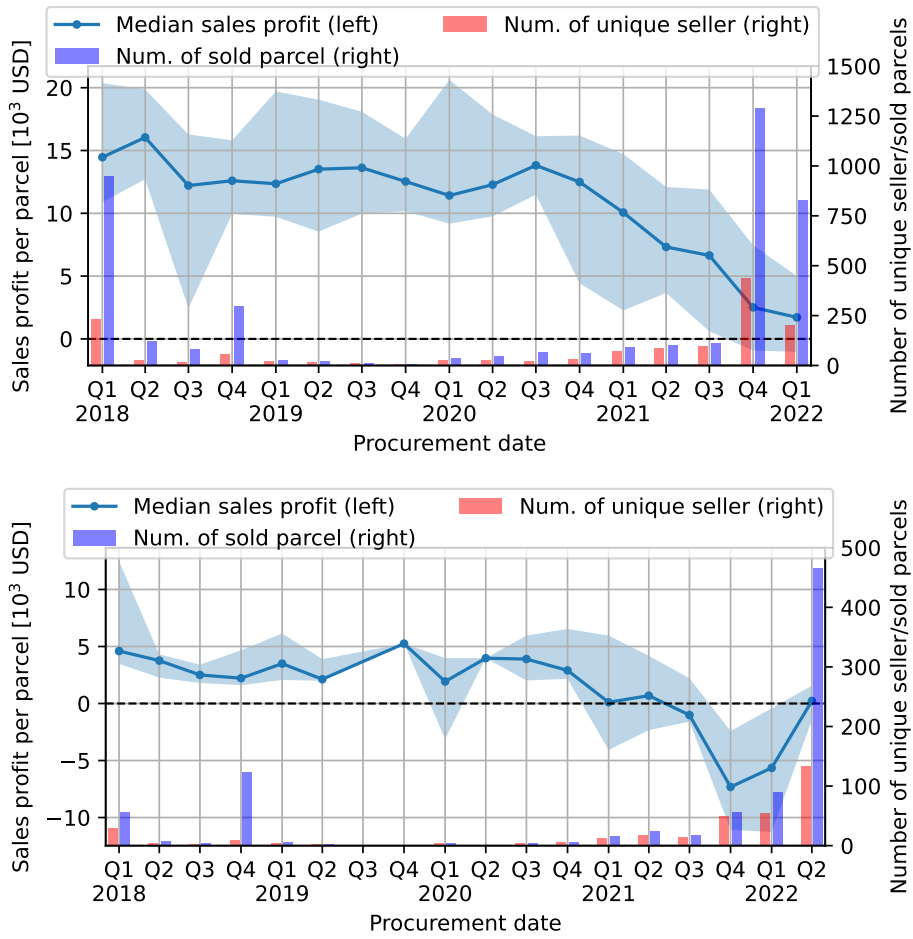 Median sales profit (left) Num. of unique seller (right)
Num. of sold parcel (right)
Sales profit per parcel [10³ USD]
20
15
10
5
0
1500
1250
1000
750
500
250
0
Number of unique seller/sold parcels
Q1 Q2 Q3 Q4 Q1 Q2 Q3 Q4 Q1 Q2 Q3 Q4 Q1 Q2 Q3 Q4 Q1
2018 2019 2020 2021 2022
Procurement date
Median sales profit (left) Num. of unique seller (right)
Num. of sold parcel (right)
Sales profit per parcel [10³ USD]
10
5
0
−5
−10
500
400
300
200
100
0
Number of unique seller/sold parcels
Q1 Q2 Q3 Q4 Q1 Q2 Q3 Q4 Q1 Q2 Q3 Q4 Q1 Q2 Q3 Q4 Q1 Q2
2018 2019 2020 2021 2022
Procurement date